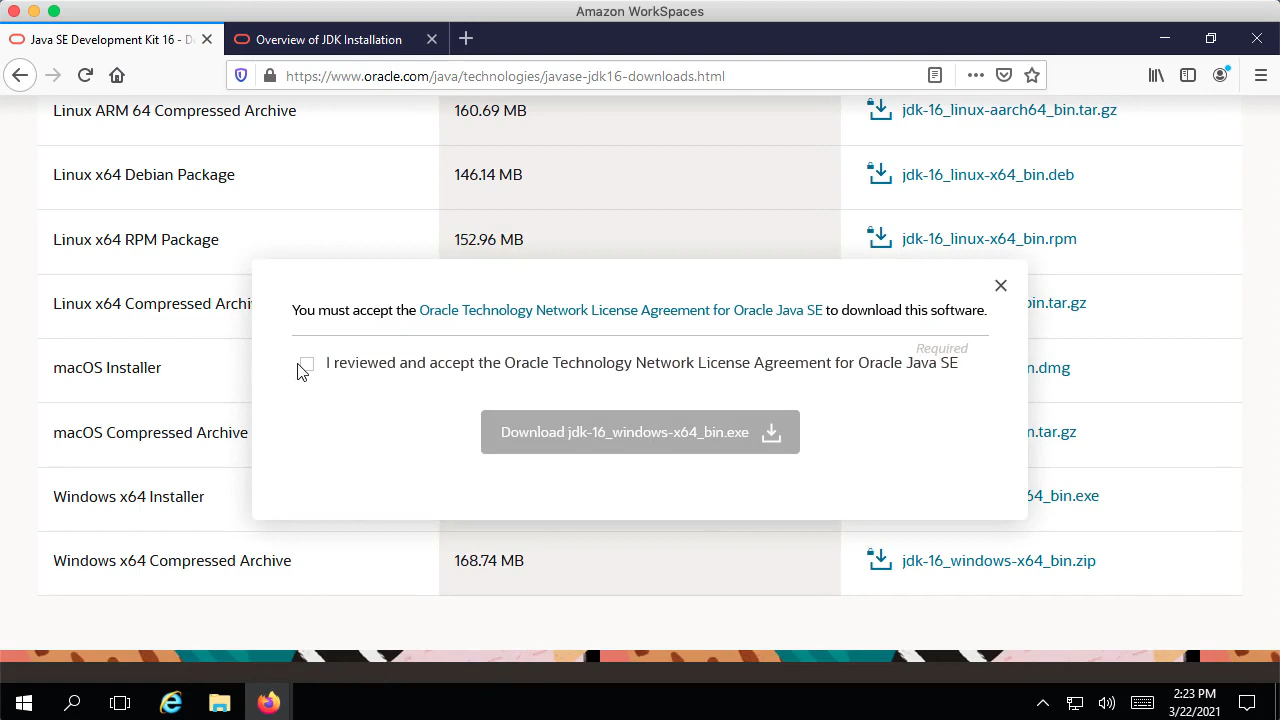 Amazon WorkSpaces
Java SE Development Kit 16 - D
Overview of JDK Installation
https://www.oracle.com/java/technologies/javase-jdk16-downloads.html
Linux ARM 64 Compressed Archive 160.69 MB jdk-16_linux-aarch64_bin.tar.gz
Linux x64 Debian Package 146.14 MB jdk-16_linux-x64_bin.deb
Linux x64 RPM Package 152.96 MB jdk-16_linux-x64_bin.rpm
You must accept the Oracle Technology Network License Agreement for Oracle Java SE to download this software.
Required
I reviewed and accept the Oracle Technology Network License Agreement for Oracle Java SE
Download jdk-16_windows-x64_bin.exe
Linux x64 Compressed Archi in.tar.gz
macOS Installer n.dmg
macOS Compressed Archive n.tar.gz
Windows x64 Installer 64_bin.exe
Windows x64 Compressed Archive 168.74 MB jdk-16_windows-x64_bin.zip
2:23 PM
3/22/2021